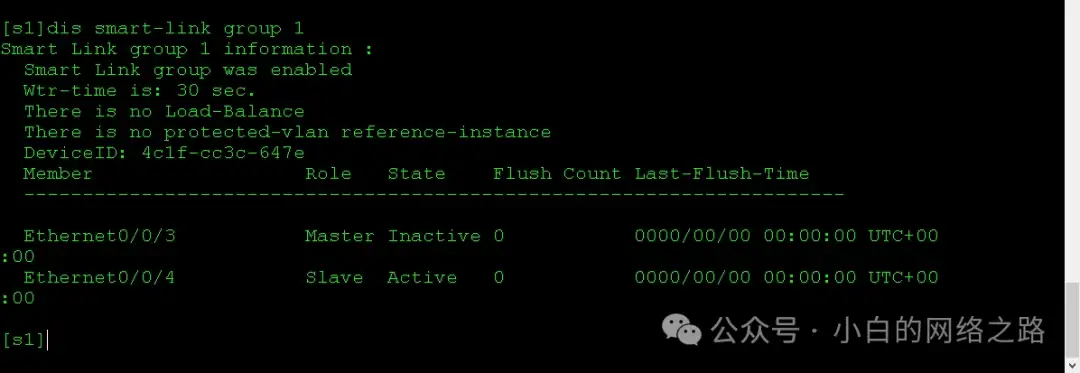 [s1]dis smart-link group 1
Smart Link group 1 information :
  Smart Link group was enabled
  Wtr-time is: 30 sec.
  There is no Load-Balance
  There is no protected-vlan reference-instance
  DeviceID: 4c1f-cc3c-647e
  Member                  Role   State    Flush Count Last-Flush-Time
  ----------------------------------------------------------------------
  Ethernet0/0/3           Master Inactive 0           0000/00/00 00:00:00 UTC+00
:00
  Ethernet0/0/4           Slave  Active   0           0000/00/00 00:00:00 UTC+00
:00
[s1]
公众号 · 小白的网络之路